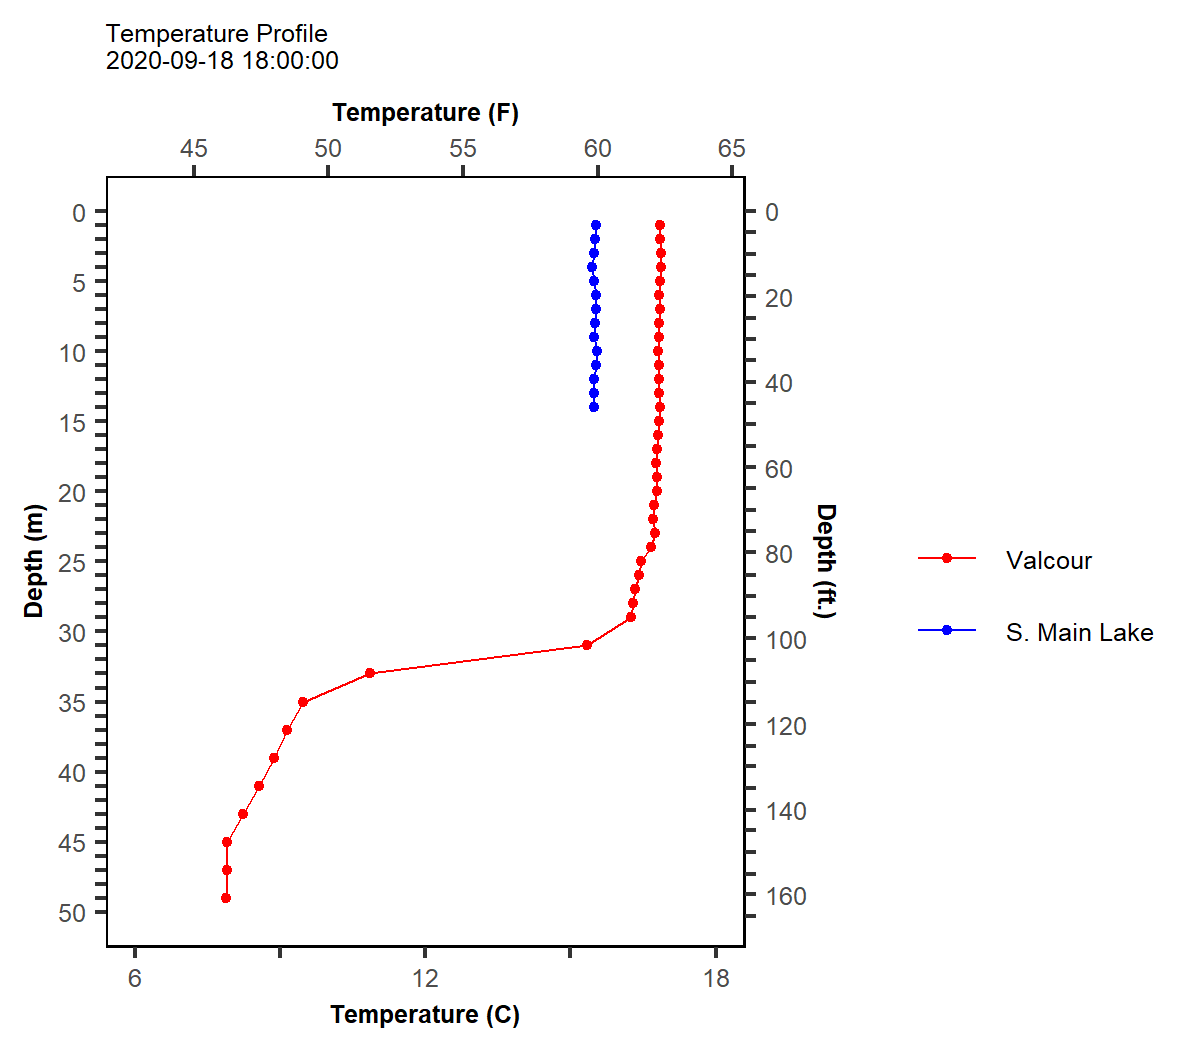 Temperature Profile
2020-09-18 18:00:00
Temperature (F)
45 50 55 60 65
0 0
5
20
10
40
15
60
20
Depth (m) Depth (ft.)
80
25
Valcour
30
100
S. Main Lake
35
120
40
140
45
160
50
6 12 18
Temperature (C)